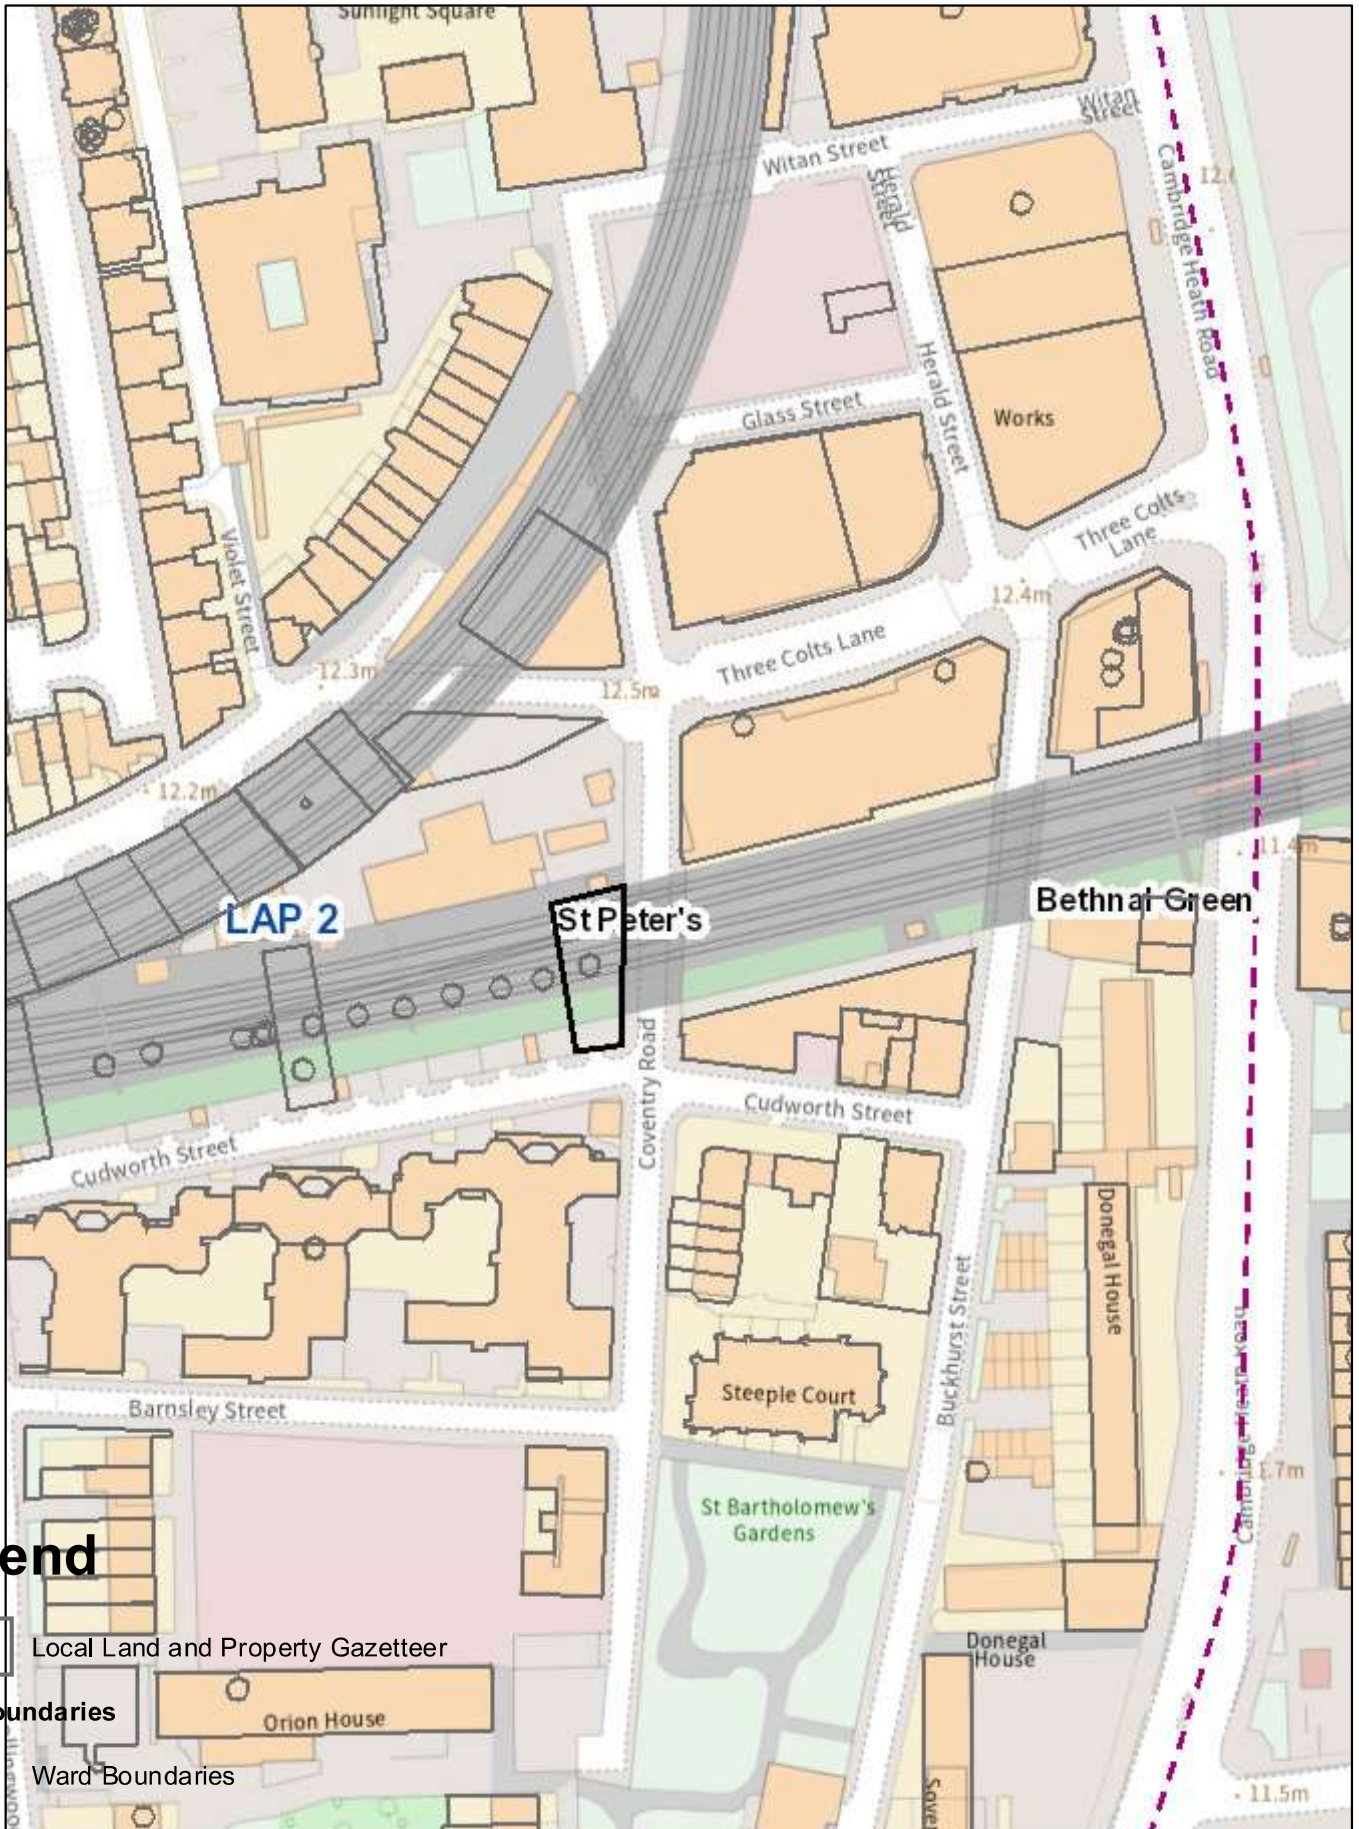 Sunlight Square
Witan
Street
Witan Street
Herald
Street
Cambridge Heath Road
Herald Street
Glass Street
Works
Three Colts
Lane
Violet Street
12.4m
Three Colts Lane
12.3m
12.5m
12.2m
11.4m
LAP 2
St Peter's
Bethnal Green
Coventry Road
Cudworth Street
Cudworth Street
Donegal House
Buckhurst Street
Steeple Court
Cambridge Heath Road
Barnsley Street
11.7m
St Bartholomew's
Gardens
end
Local Land and Property Gazetteer
Donegal
House
oundaries
Orion House
Ward Boundaries
11.5m